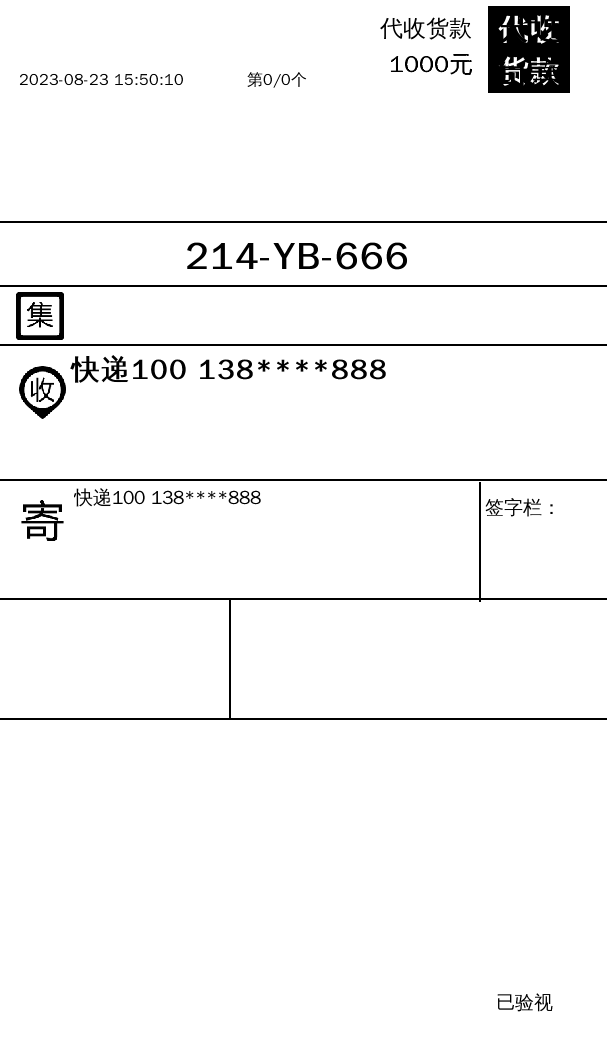 代收货款
1000元
代收
货款
2023-08-23 15:50:10 第0/0个
214-YB-666
集
收
快递100 138****888
寄
快递100 138****888
签字栏：
已验视